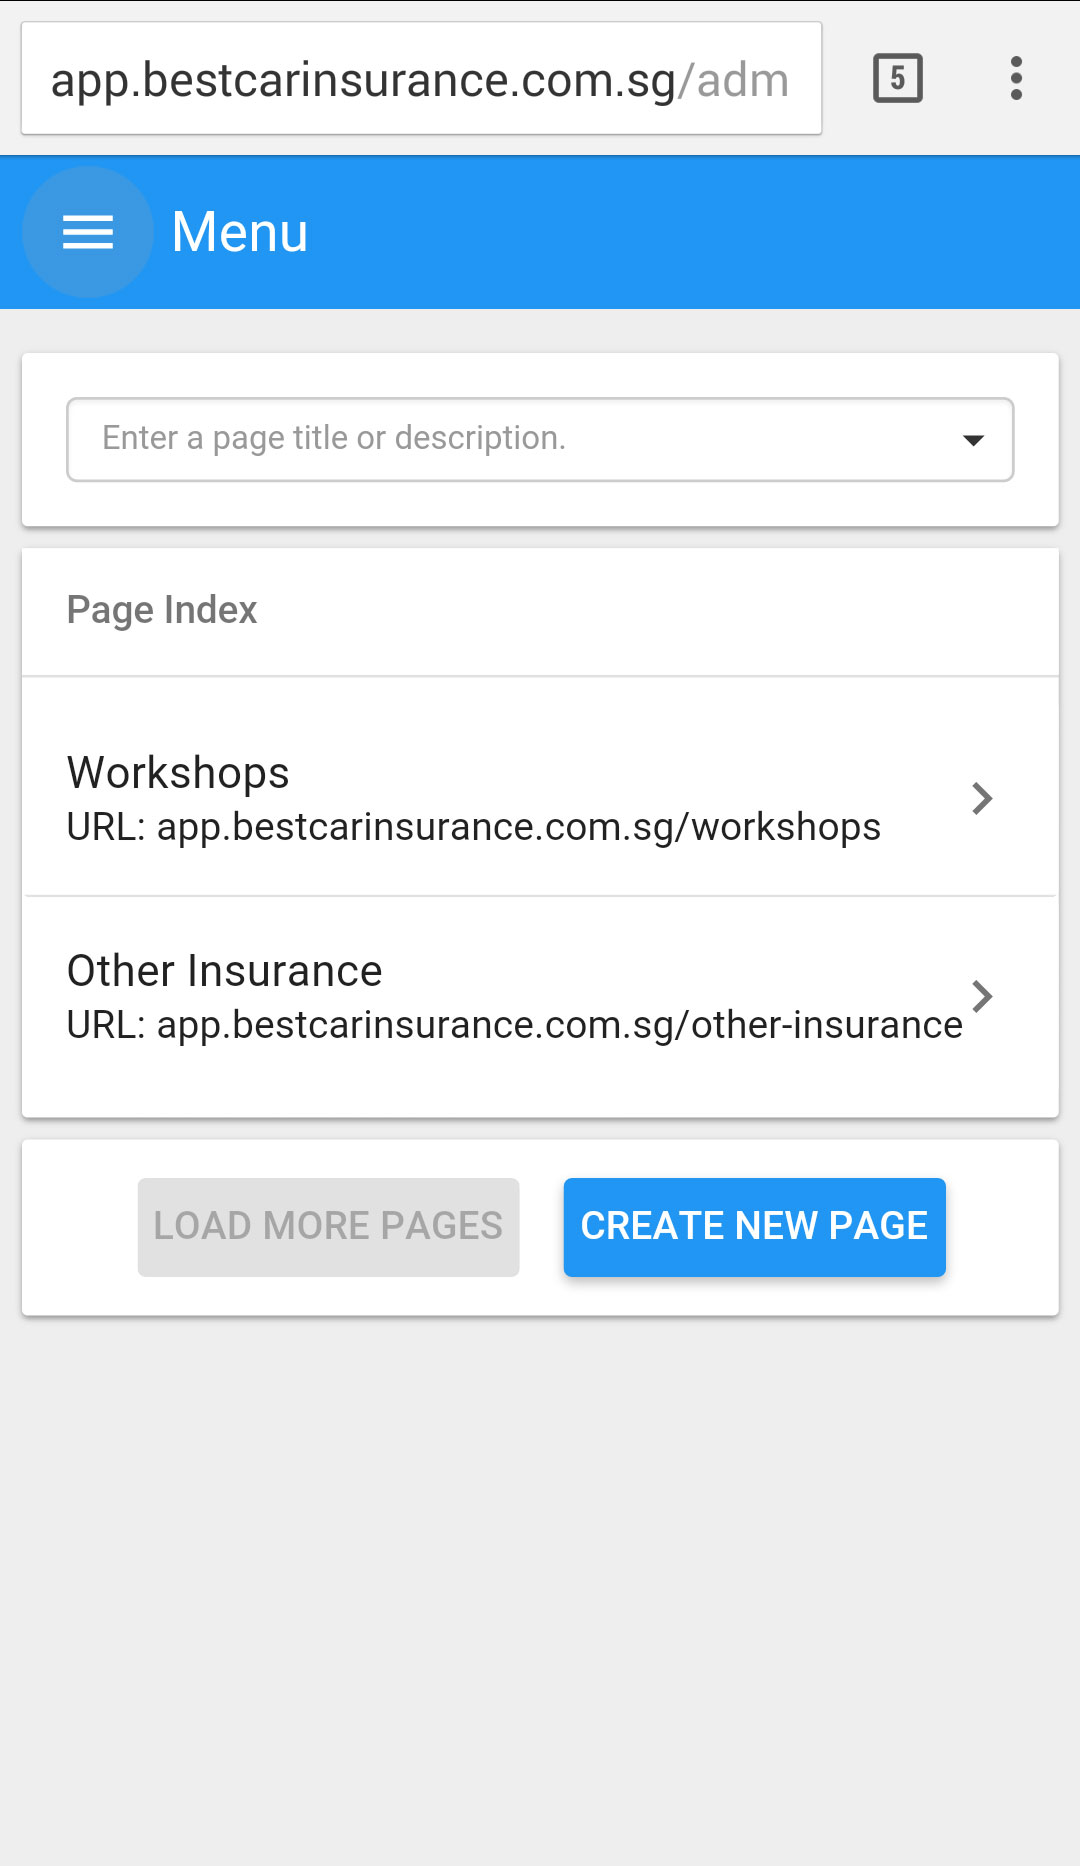 app.bestcarinsurance.com.sg/adm
5
Menu
Enter a page title or description.
Page Index
Workshops
URL: app.bestcarinsurance.com.sg/workshops
Other Insurance
URL: app.bestcarinsurance.com.sg/other-insurance
LOAD MORE PAGES
CREATE NEW PAGE